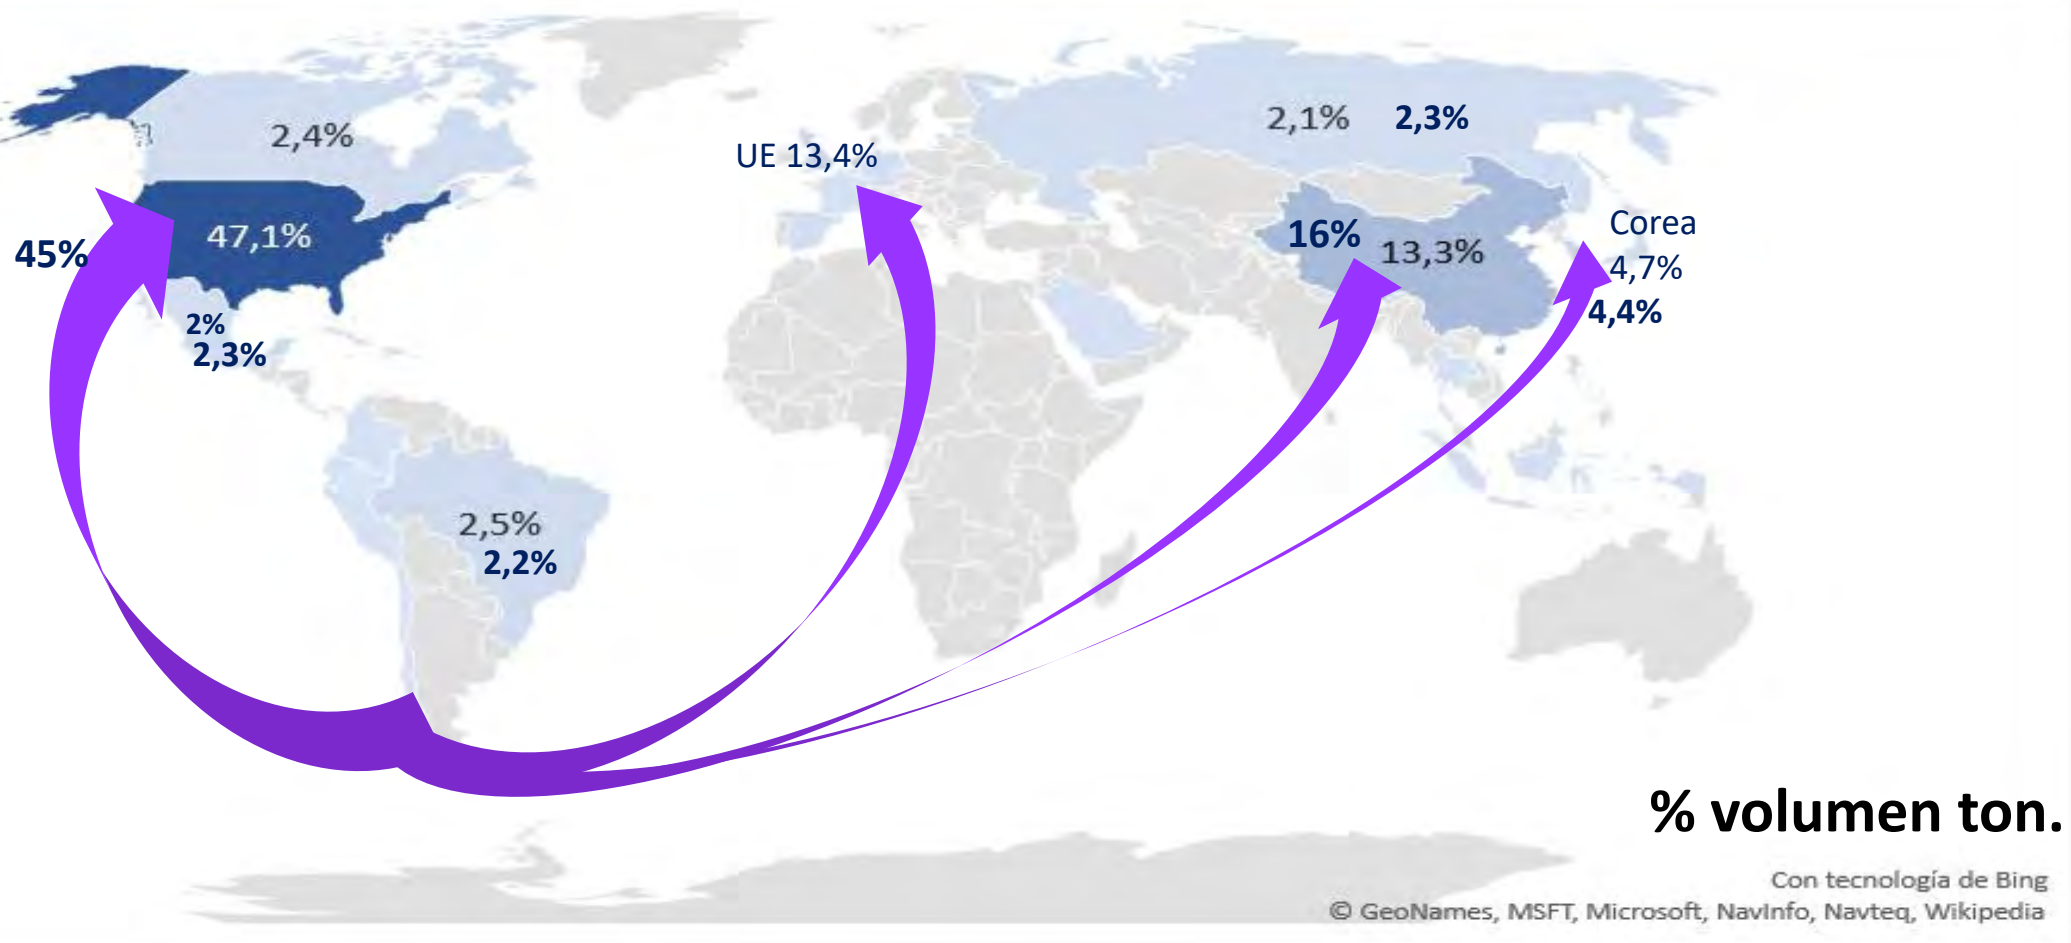 2,4%
2,1% 2,3%
UE 13,4%
47,1%
45%
16% 13,3%
Corea
4,7%
4,4%
2%
2,3%
2,5%
2,2%
% volumen ton.
Con tecnología de Bing
© GeoNames, MSFT, Microsoft, NavInfo, Navteq, Wikipedia